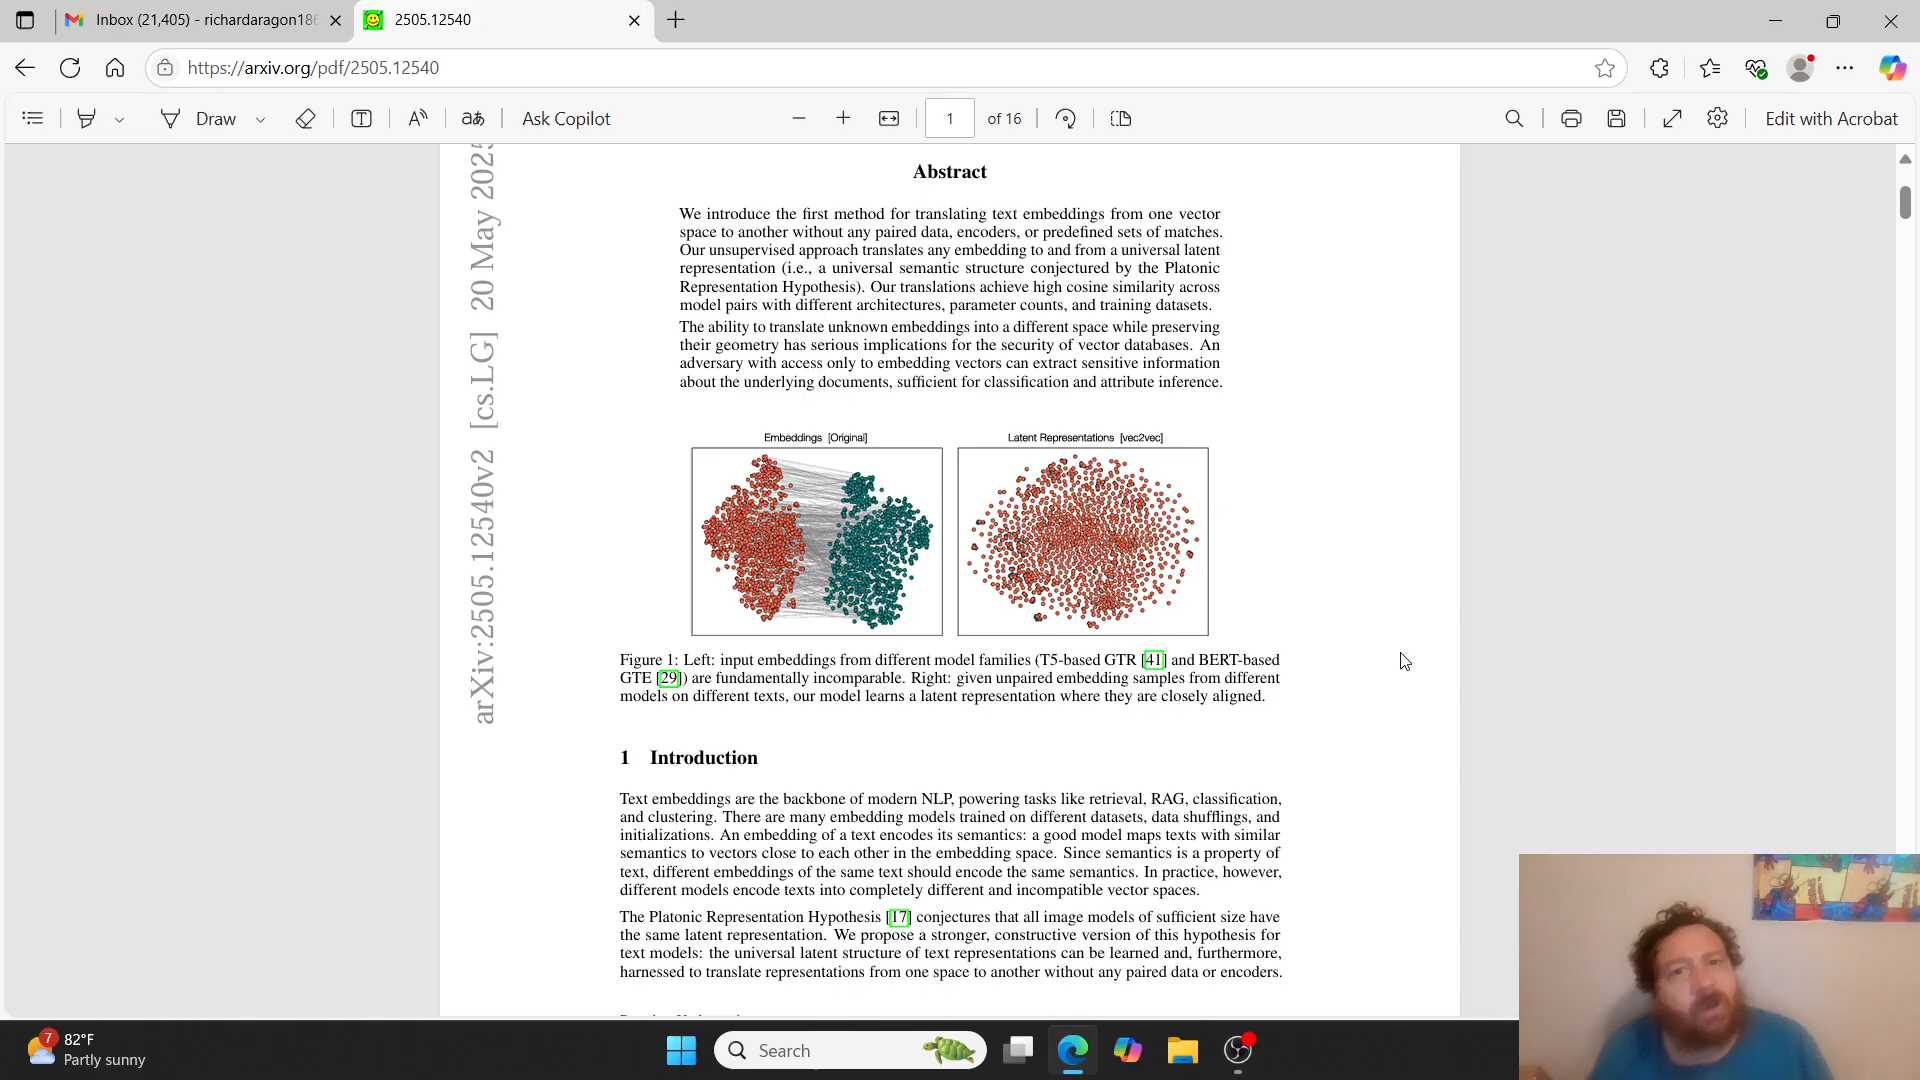 Inbox (21,405) - richardaragon186
2505.12540
https://arxiv.org/pdf/2505.12540
Draw
Ask Copilot
1
of 16
Edit with Acrobat
arXiv:2505.12540v2 [cs.LG] 20 May 2025
Abstract
We introduce the first method for translating text embeddings from one vector
space to another without any paired data, encoders, or predefined sets of matches.
Our unsupervised approach translates any embedding to and from a universal latent
representation (i.e., a universal semantic structure conjectured by the Platonic
Representation Hypothesis). Our translations achieve high cosine similarity across
model pairs with different architectures, parameter counts, and training datasets.
The ability to translate unknown embeddings into a different space while preserving
their geometry has serious implications for the security of vector databases. An
adversary with access only to embedding vectors can extract sensitive information
about the underlying documents, sufficient for classification and attribute inference.
Embeddings [Original]
Latent Representations [vec2vec]
Figure 1: Left: input embeddings from different model families (T5-based GTR [41] and BERT-based
GTE [29]) are fundamentally incomparable. Right: given unpaired embedding samples from different
models on different texts, our model learns a latent representation where they are closely aligned.
1 Introduction
Text embeddings are the backbone of modern NLP, powering tasks like retrieval, RAG, classification,
and clustering. There are many embedding models trained on different datasets, data shufflings, and
initializations. An embedding of a text encodes its semantics: a good model maps texts with similar
semantics to vectors close to each other in the embedding space. Since semantics is a property of
text, different embeddings of the same text should encode the same semantics. In practice, however,
different models encode texts into completely different and incompatible vector spaces.
The Platonic Representation Hypothesis [17] conjectures that all image models of sufficient size have
the same latent representation. We propose a stronger, constructive version of this hypothesis for
text models: the universal latent structure of text representations can be learned and, furthermore,
harnessed to translate representations from one space to another without any paired data or encoders.
7
82°F
Partly sunny
Search